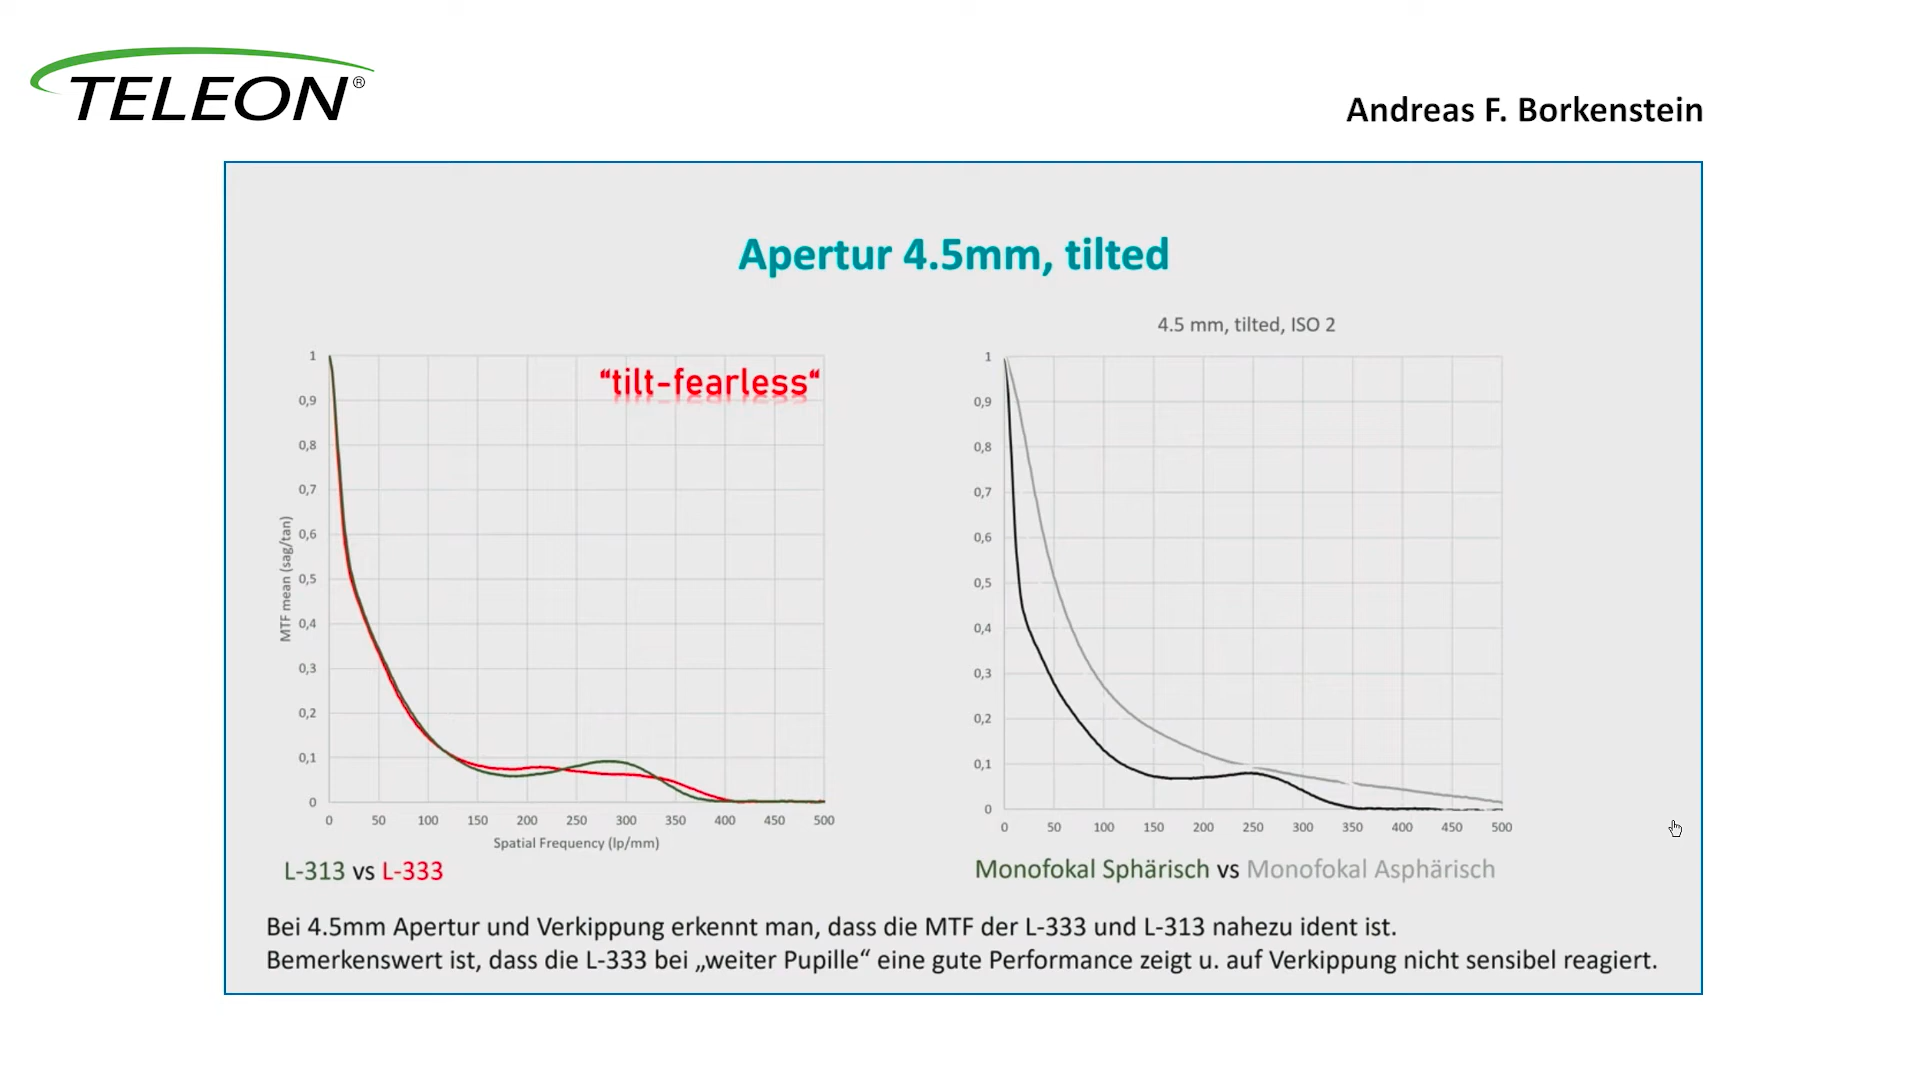 TELEON®
Andreas F. Borkenstein
Apertur 4.5mm, tilted
“tilt-fearless“
1
0,9
0,8
0,7
0,6
0,5
0,4
0,3
0,2
0,1
0
MTF mean (sag/tan)
0 50 100 150 200 250 300 350 400 450 500
Spatial Frequency (lp/mm)
L-313 vs L-333
4.5 mm, tilted, ISO 2
1
0,9
0,8
0,7
0,6
0,5
0,4
0,3
0,2
0,1
0
0 50 100 150 200 250 300 350 400 450 500
Monofokal Sphärisch vs Monofokal Asphärisch
Bei 4.5mm Apertur und Verkippung erkennt man, dass die MTF der L-333 und L-313 nahezu ident ist.
Bemerkenswert ist, dass die L-333 bei „weiter Pupille“ eine gute Performance zeigt u. auf Verkippung nicht sensibel reagiert.